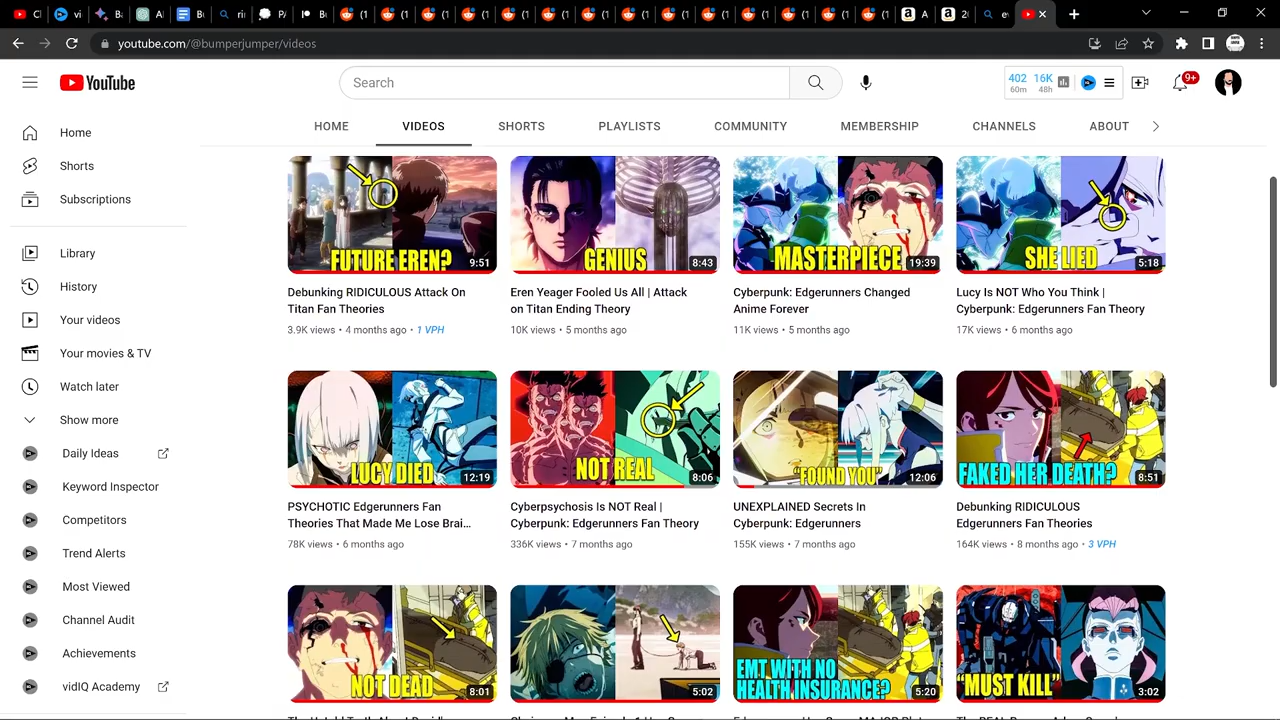 youtube.com/@bumperjumper/videos
YouTube
Search
402 16K
60m 48h
9+
HOME VIDEOS SHORTS PLAYLISTS COMMUNITY MEMBERSHIP CHANNELS ABOUT
Home
Shorts
Subscriptions
Library
History
Your videos
Your movies & TV
Watch later
Show more
Daily Ideas
Keyword Inspector
Competitors
Trend Alerts
Most Viewed
Channel Audit
Achievements
vidIQ Academy
FUTURE EREN?
9:51
Debunking RIDICULOUS Attack On
Titan Fan Theories
3.9K views • 4 months ago • 1 VPH
GENIUS
8:43
Eren Yeager Fooled Us All | Attack
on Titan Ending Theory
10K views • 5 months ago
MASTERPIECE
19:39
Cyberpunk: Edgerunners Changed
Anime Forever
11K views • 5 months ago
SHE LIED
5:18
Lucy Is NOT Who You Think |
Cyberpunk: Edgerunners Fan Theory
17K views • 6 months ago
LUCY DIED
12:19
PSYCHOTIC Edgerunners Fan
Theories That Made Me Lose Brai...
78K views • 6 months ago
NOT REAL
8:06
Cyberpsychosis Is NOT Real |
Cyberpunk: Edgerunners Fan Theory
336K views • 7 months ago
"FOUND YOU"
12:06
UNEXPLAINED Secrets In
Cyberpunk: Edgerunners
155K views • 7 months ago
FAKED HER DEATH?
8:51
Debunking RIDICULOUS
Edgerunners Fan Theories
164K views • 8 months ago • 3 VPH
NOT DEAD
8:01
5:02
EMT WITH NO
HEALTH INSURANCE?
5:20
"MUST KILL"
3:02